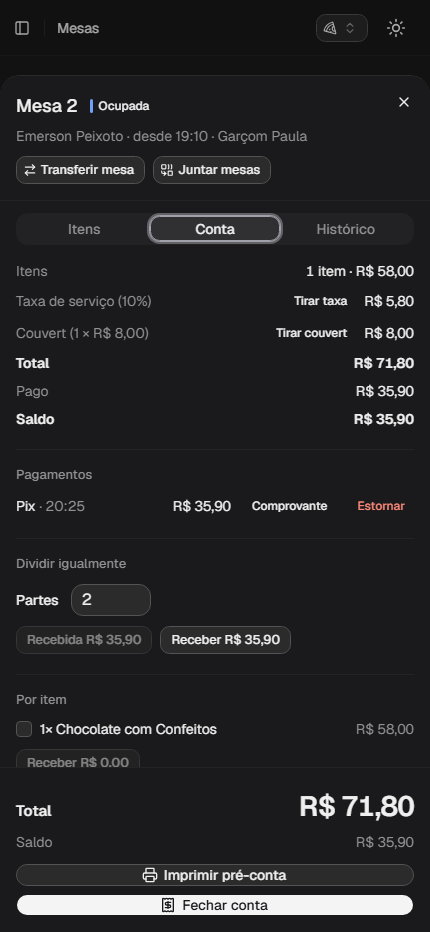 Mesas
Mesa 2 Ocupada
Emerson Peixoto · desde 19:10 · Garçom Paula
Transferir mesa Juntar mesas
Itens Conta Histórico
Itens 1 item · R$ 58,00
Taxa de serviço (10%) Tirar taxa R$ 5,80
Couvert (1 × R$ 8,00) Tirar couvert R$ 8,00
Total R$ 71,80
Pago R$ 35,90
Saldo R$ 35,90
Pagamentos
Pix · 20:25 R$ 35,90 Comprovante Estornar
Dividir igualmente
Partes 2
Recebida R$ 35,90 Receber R$ 35,90
Por item
1× Chocolate com Confeitos R$ 58,00
Receber R$ 0,00
Total R$ 71,80
Saldo R$ 35,90
Imprimir pré-conta
Fechar conta